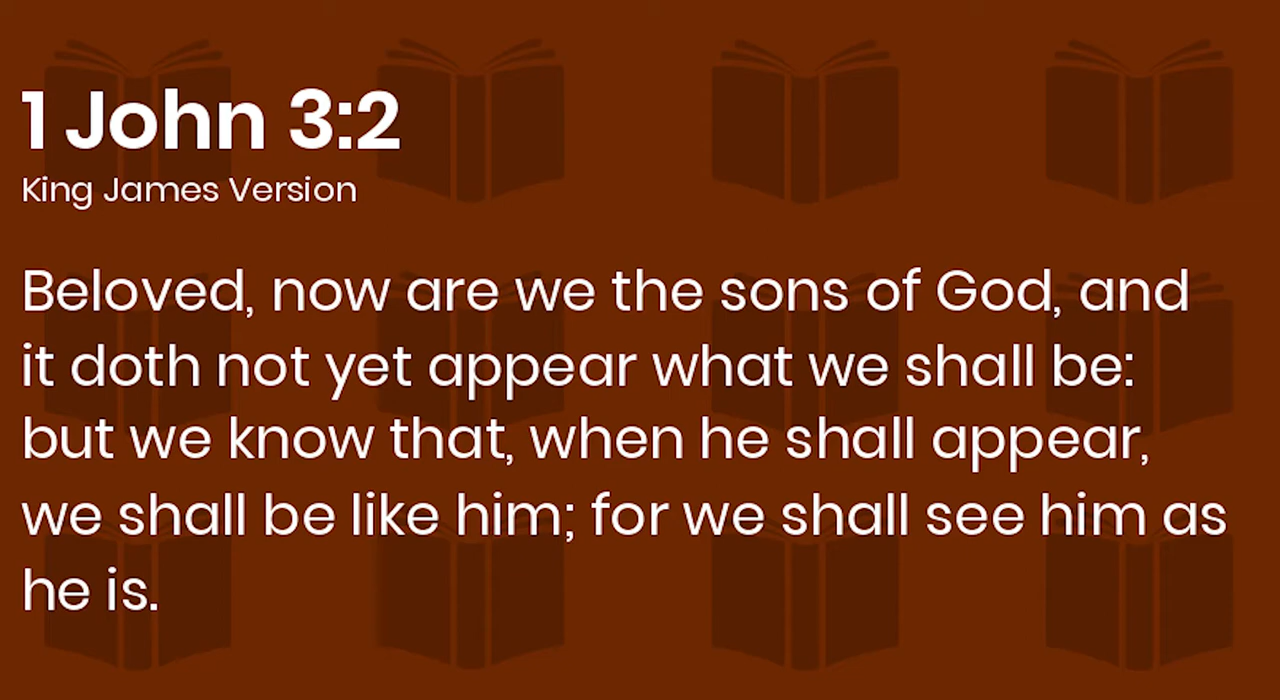 1 John 3:2
King James Version
Beloved, now are we the sons of God, and
it doth not yet appear what we shall be:
but we know that, when he shall appear,
we shall be like him; for we shall see him as
he is.